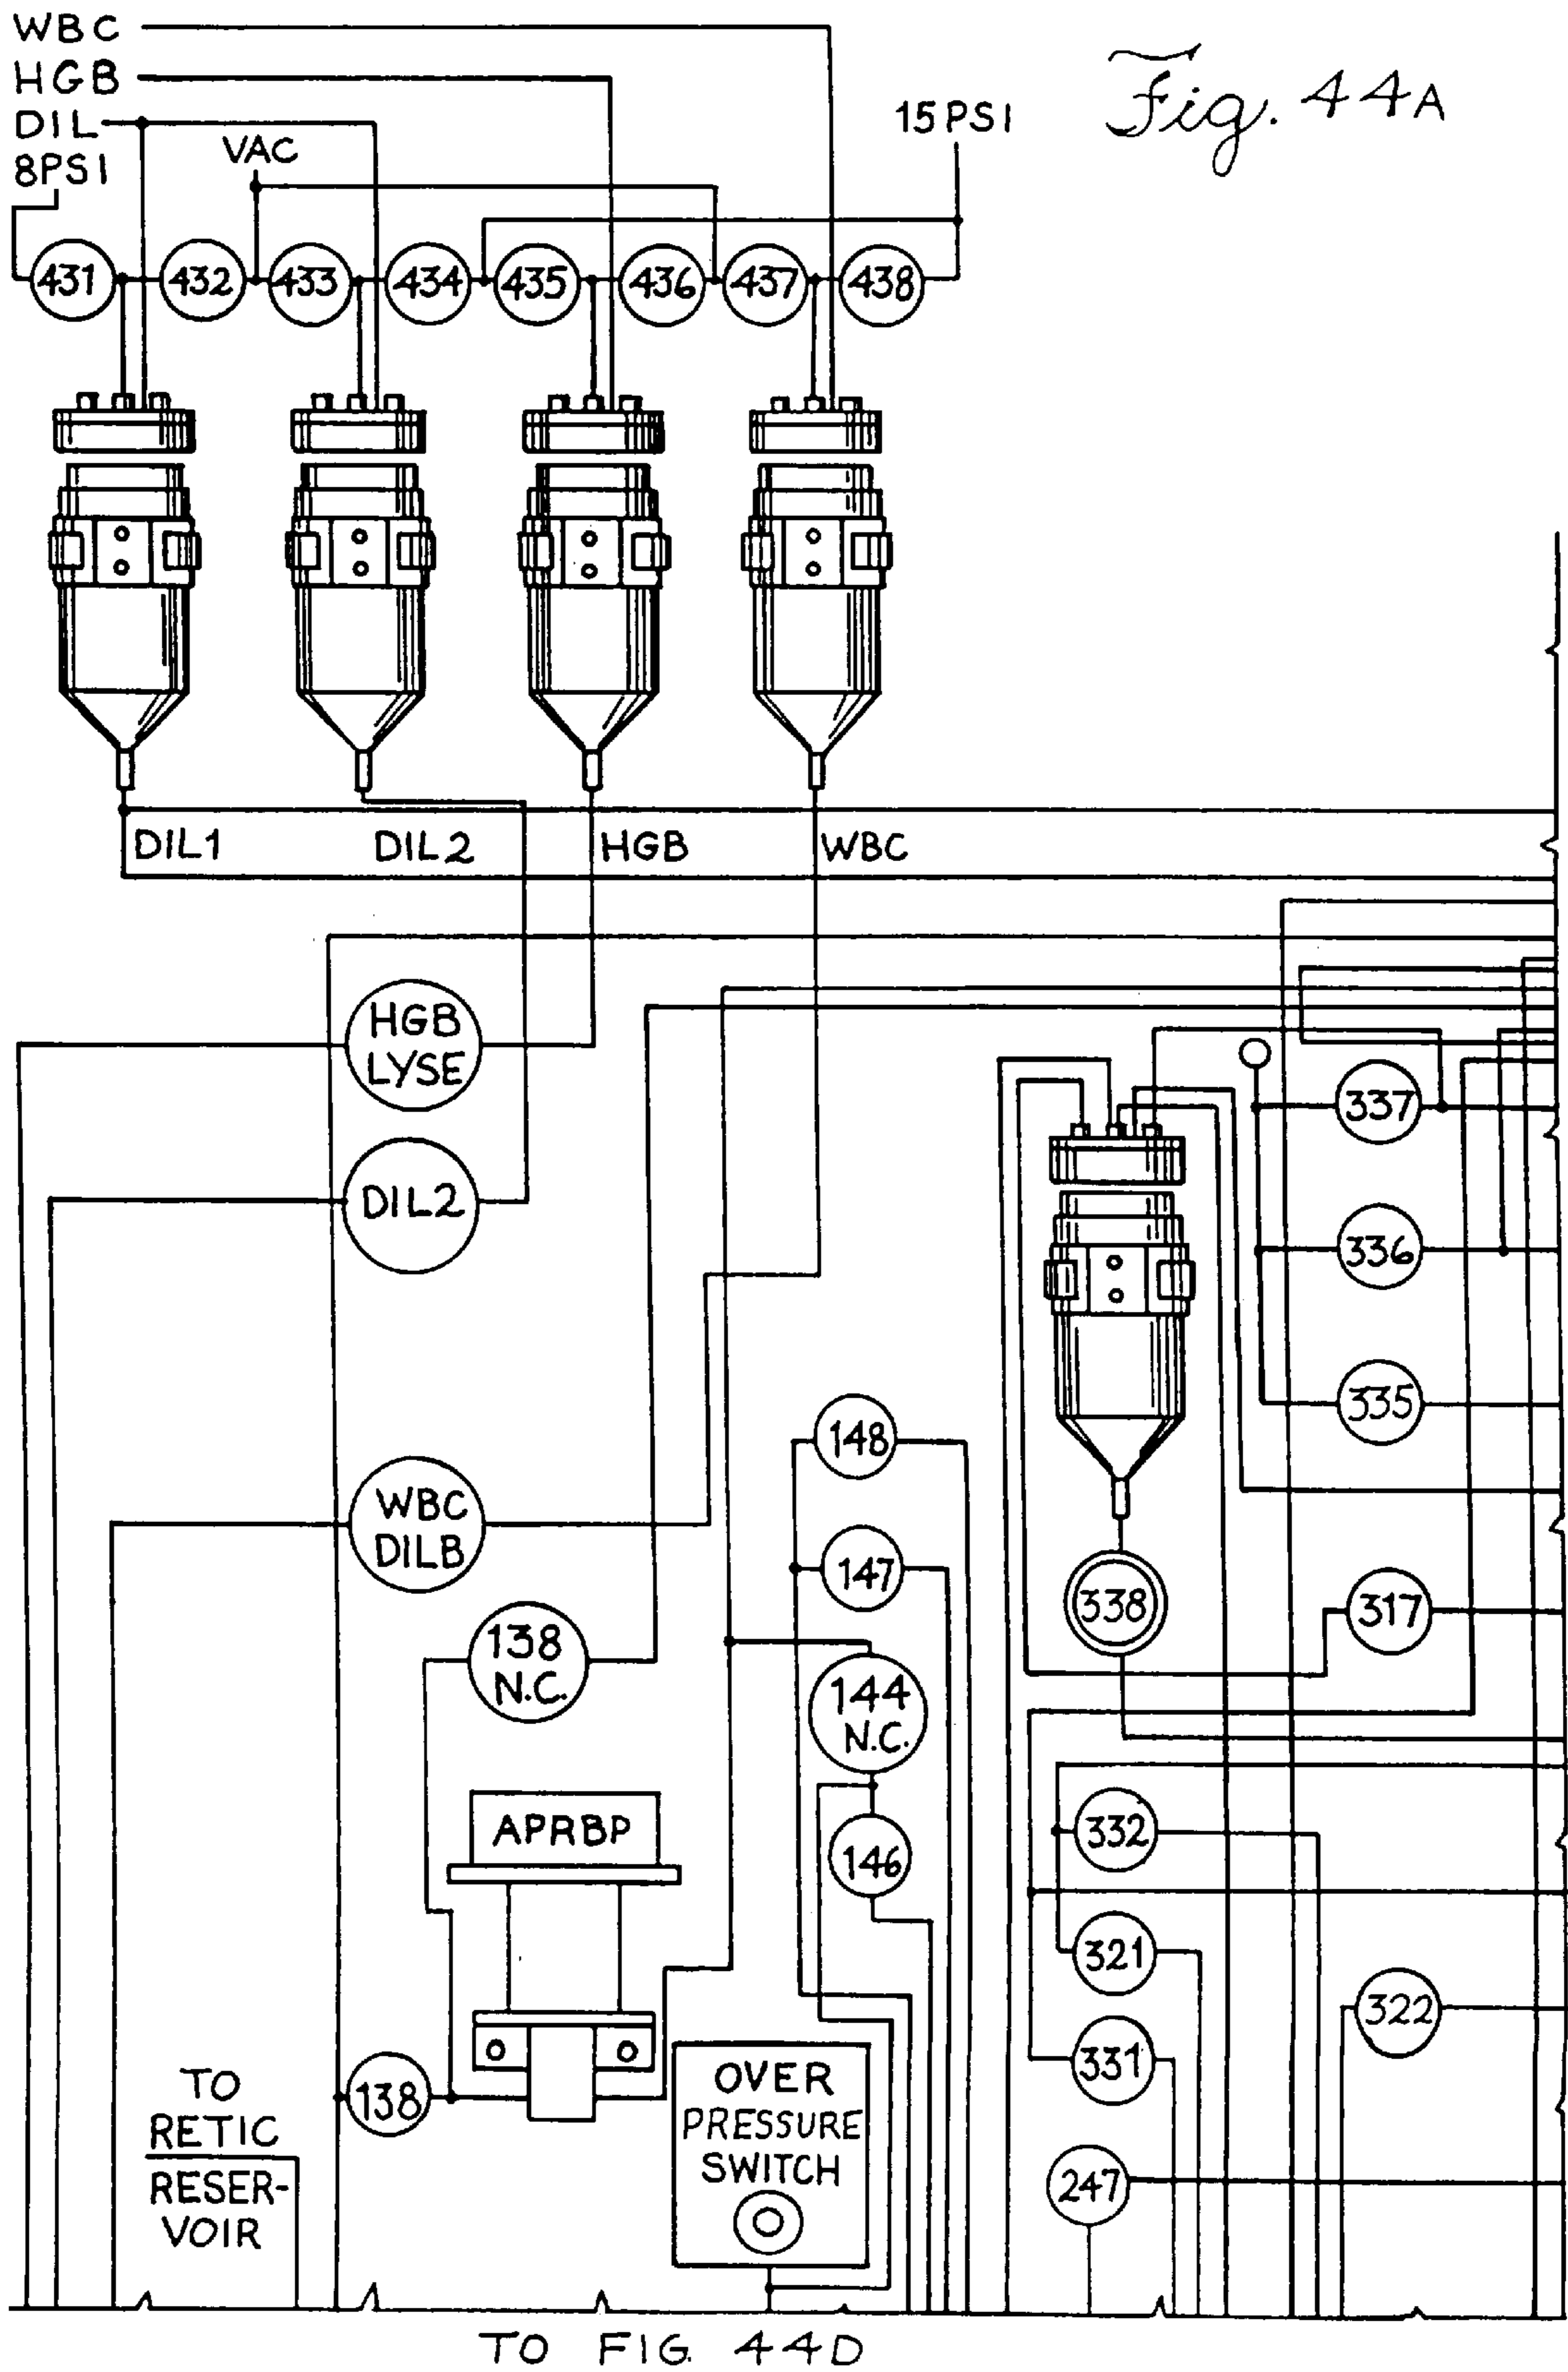 WBC
HGB
DIL
8PSI
VAC
15PSI
Fig. 44A
431
432
433
434
435
436
437
438
DIL1
DIL2
HGB
WBC
HGB
LYSE
DIL2
WBC
DILB
138
N.C.
APRBP
138
TO
RETIC
RESER-
VOIR
148
147
144
N.C.
146
OVER
PRESSURE
SWITCH
337
336
335
338
317
332
321
331
322
247
TO FIG. 44D